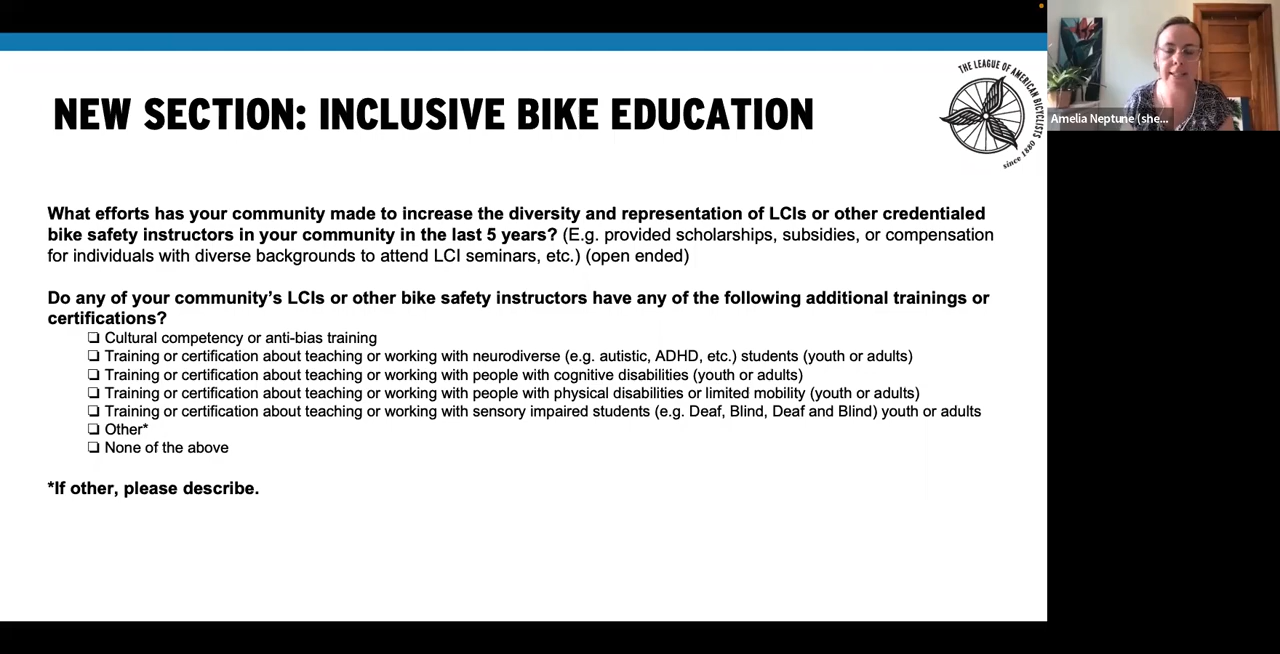 NEW SECTION: INCLUSIVE BIKE EDUCATION
THE LEAGUE OF AMERICAN BICYCLISTS
since 1880
Amelia Neptune (she...
What efforts has your community made to increase the diversity and representation of LCIs or other credentialed
bike safety instructors in your community in the last 5 years? (E.g. provided scholarships, subsidies, or compensation
for individuals with diverse backgrounds to attend LCI seminars, etc.) (open ended)
Do any of your community’s LCIs or other bike safety instructors have any of the following additional trainings or
certifications?
❏ Cultural competency or anti-bias training
❏ Training or certification about teaching or working with neurodiverse (e.g. autistic, ADHD, etc.) students (youth or adults)
❏ Training or certification about teaching or working with people with cognitive disabilities (youth or adults)
❏ Training or certification about teaching or working with people with physical disabilities or limited mobility (youth or adults)
❏ Training or certification about teaching or working with sensory impaired students (e.g. Deaf, Blind, Deaf and Blind) youth or adults
❏ Other*
❏ None of the above
*If other, please describe.